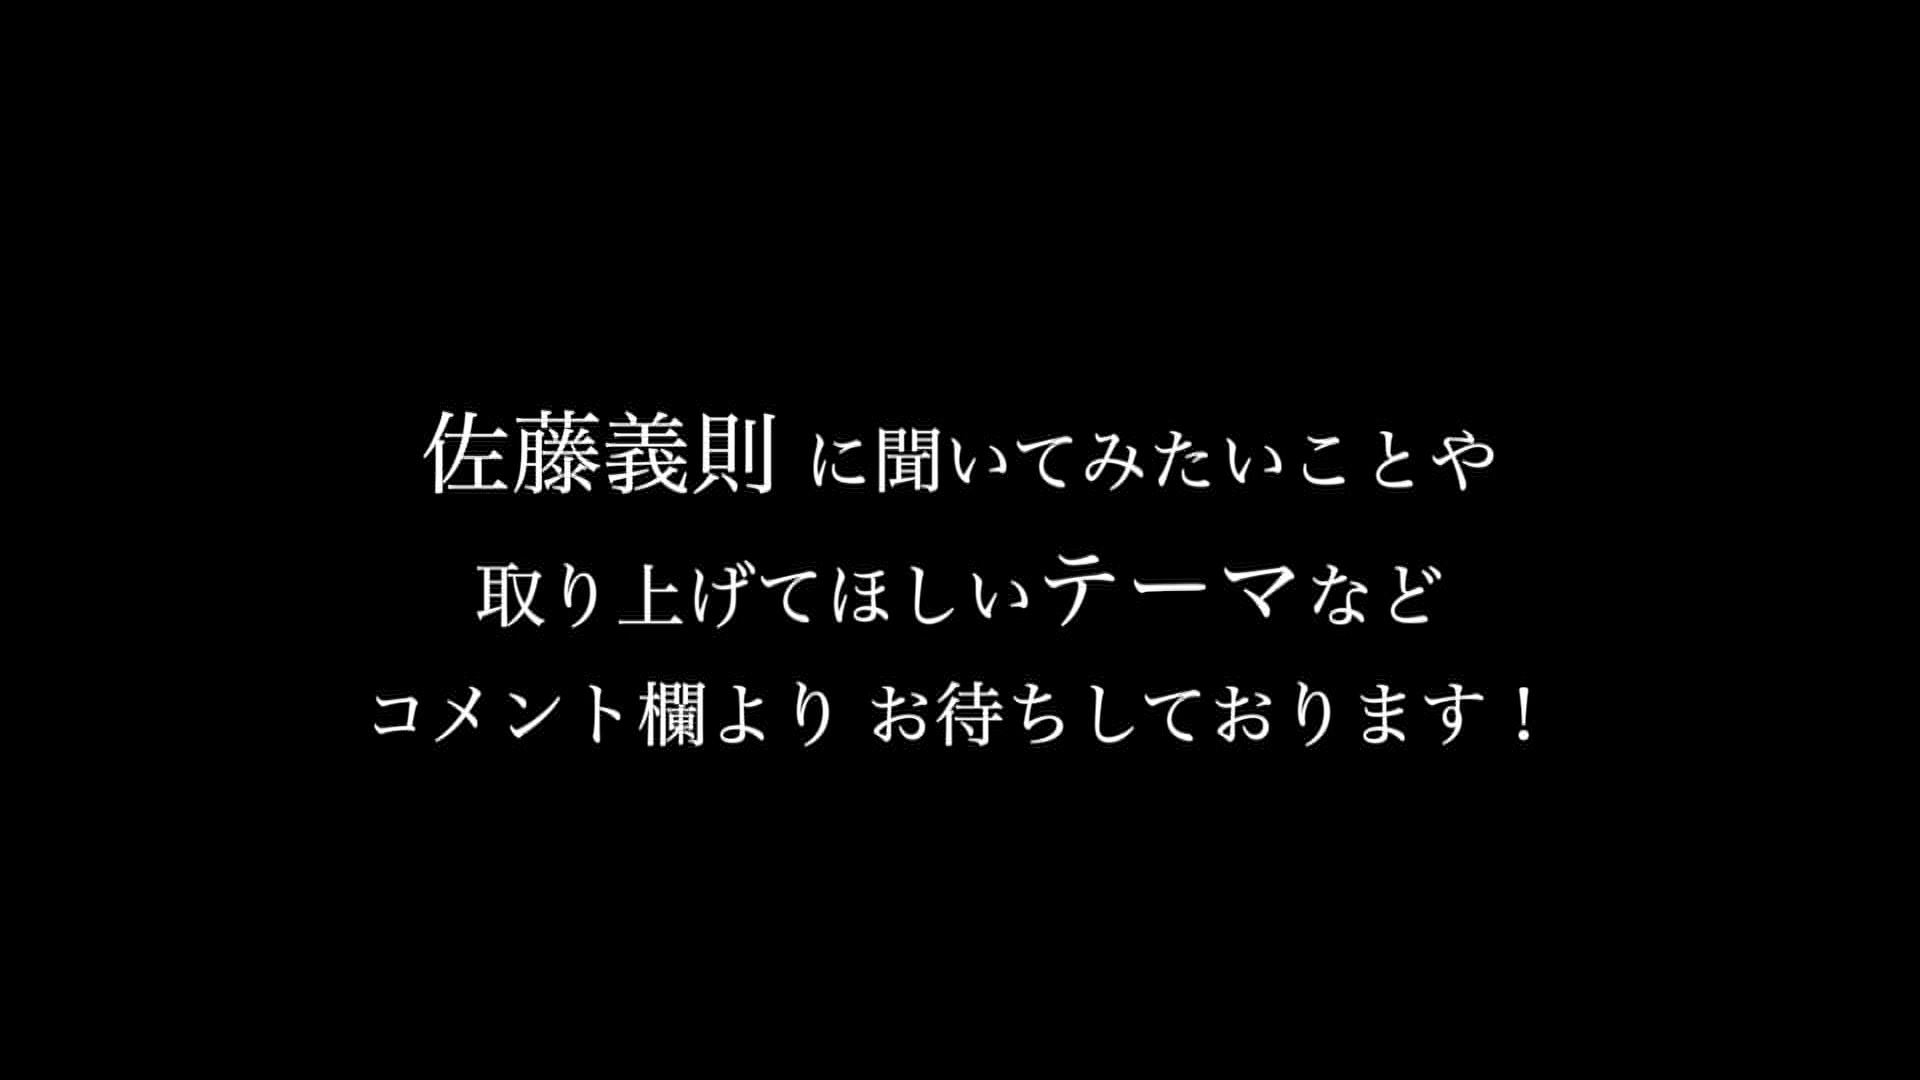 佐藤義則 に聞いてみたいことや
取り上げてほしいテーマなど
コメント欄より お待ちしております！